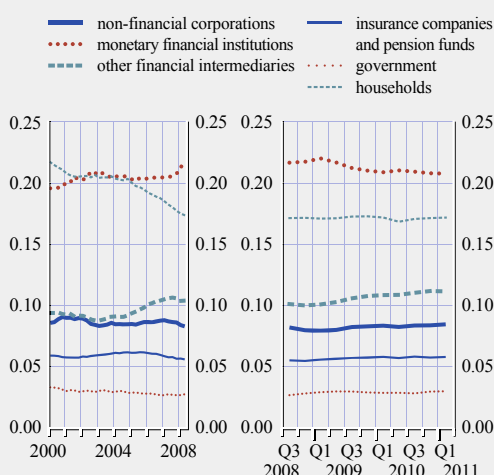 non-financial corporations
monetary financial institutions
other financial intermediaries
insurance companies
and pension funds
government
households
0.25 0.25 0.25 0.25
0.20 0.20 0.20 0.20
0.15 0.15 0.15 0.15
0.10 0.10 0.10 0.10
0.05 0.05 0.05 0.05
0.00 0.00 0.00 0.00
2000 2004 2008 Q3 Q1 Q3 Q1 Q3 Q1
2008 2009 2010 2011